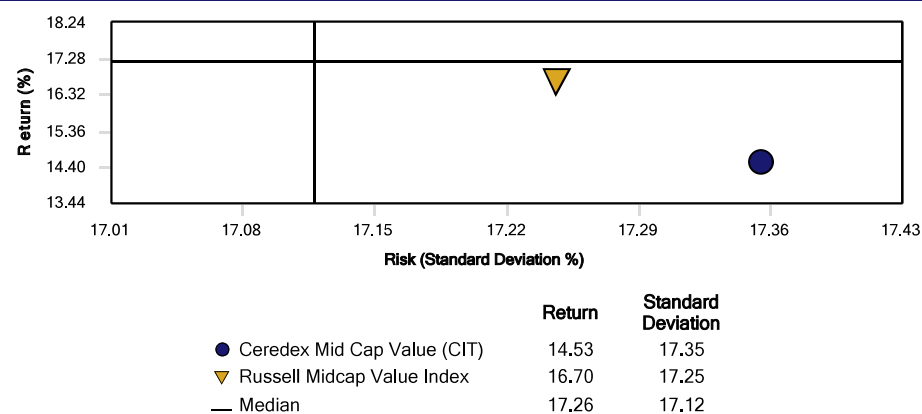 18.24
17.28
16.32
15.36
14.40
13.44
Return (%)
17.01 17.08 17.15 17.22 17.29 17.36 17.43
Risk (Standard Deviation %)
Return Standard Deviation
Ceredex Mid Cap Value (CIT) 14.53 17.35
Russell Midcap Value Index 16.70 17.25
Median 17.26 17.12